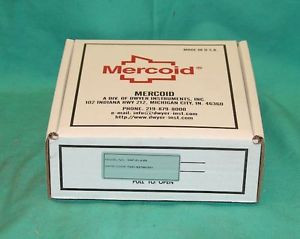 MADE IN U.S.A.
Mercoid®
MERCOID
A DIV. OF DWYER INSTRUMENTS, INC.
102 INDIANA HWY 212, MICHIGAN CITY, IN. 46360
PHONE: 219-879-8000
e-mail: info@dwyer-inst.com
http://www.dwyer-inst.com
PULL TO OPEN